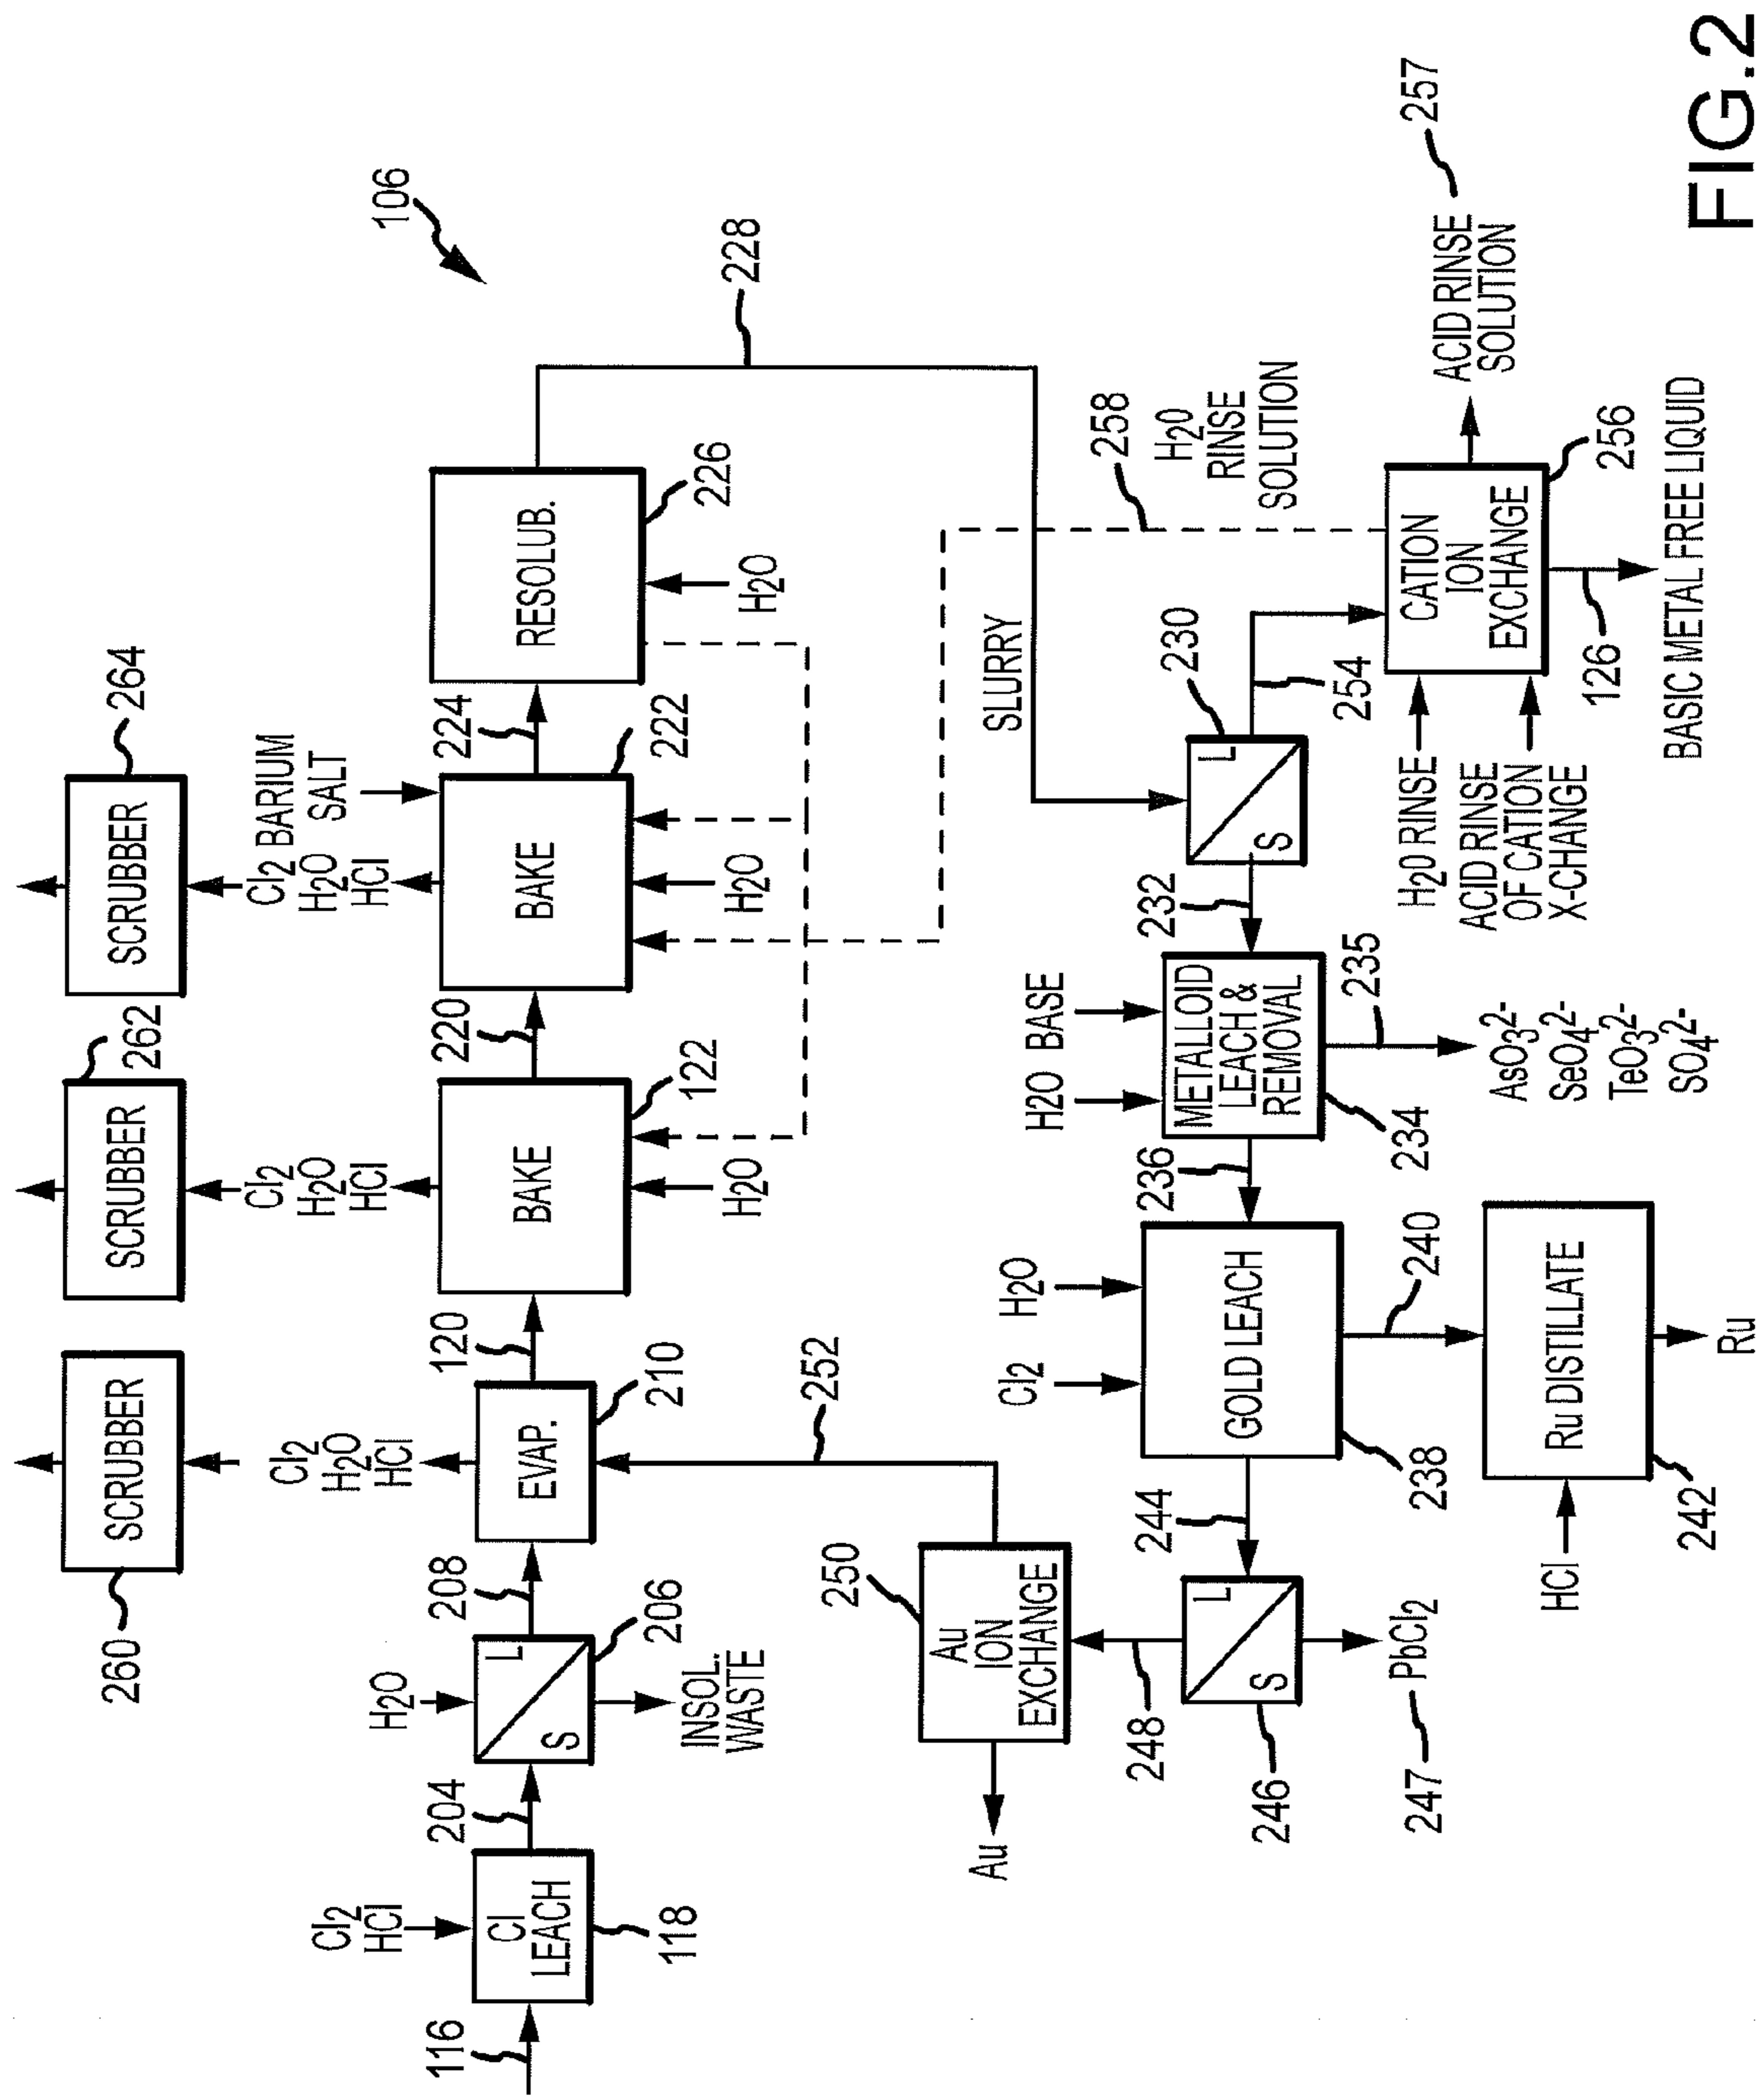 SCRUBBER
260
SCRUBBER
262
SCRUBBER
264
106
Cl2
HCl
H2O
Cl2
H2O
HCl
Cl2
H2O
HCl
Cl2
H2O
HCl
BARIUM
SALT
116
Cl
LEACH
118
204
L
S
206
INSOL.
WASTE
208
EVAP.
210
120
BAKE
122
H2O
220
BAKE
222
H2O
224
RESOLUB.
226
H2O
228
SLURRY
252
Au
Au
ION
EXCHANGE
250
248
L
S
246
247
PbCl2
244
Cl2
H2O
GOLD LEACH
238
240
HCl
Ru DISTILLATE
242
Ru
236
H2O
BASE
METALLOID
LEACH &
REMOVAL
234
235
AsO3 2-
SeO4 2-
TeO3 2-
SO4 2-
232
L
S
230
254
258
H2O
RINSE
SOLUTION
H2O RINSE
ACID RINSE
OF CATION
X-CHANGE
CATION
ION
EXCHANGE
256
126
BASIC METAL FREE LIQUID
ACID RINSE
SOLUTION
257
FIG.2